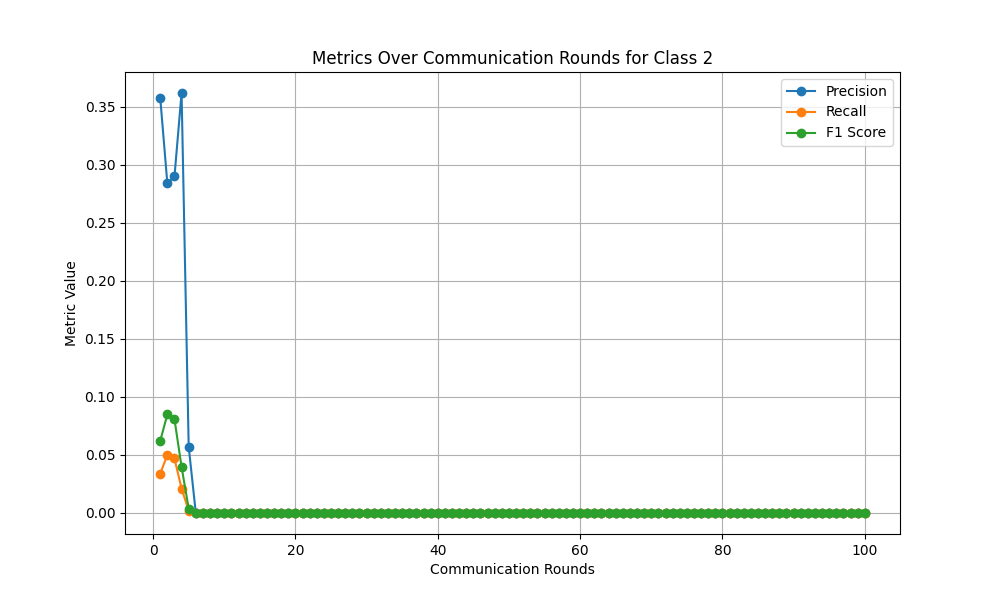 Metrics Over Communication Rounds for Class 2
Precision
Recall
F1 Score
0.35
0.30
0.25
0.20
0.15
0.10
0.05
0.00
Metric Value
0 20 40 60 80 100
Communication Rounds